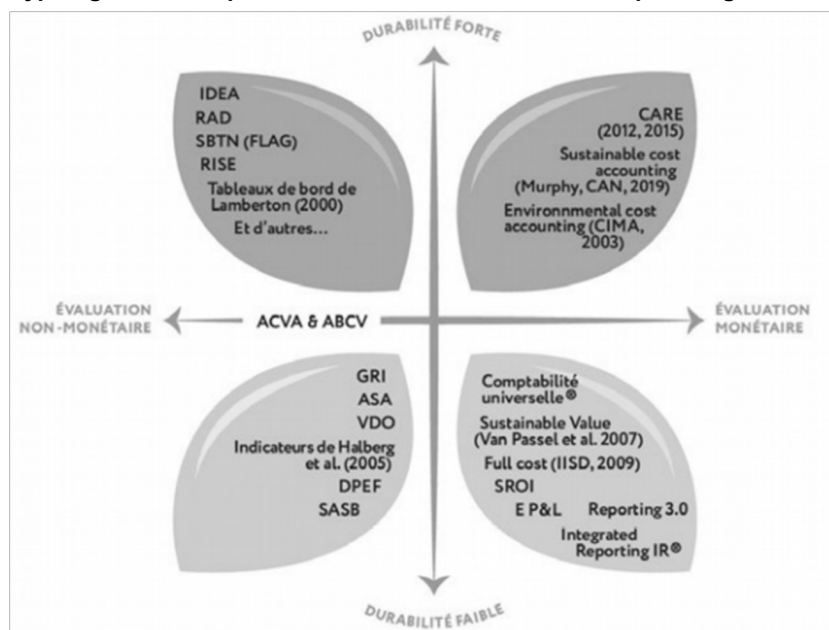 DURABILITÉ FORTE
IDEA
RAD
SBTN (FLAG)
RISE
Tableaux de bord de
Lamberton (2000)
Et d'autres...
CARE
(2012, 2015)
Sustainable cost
accounting
(Murphy, CAN, 2019)
Environnmental cost
accounting (CIMA,
2003)
ÉVALUATION
NON-MONÉTAIRE
ACVA & ABCV
ÉVALUATION
MONÉTAIRE
GRI
ASA
VDO
Indicateurs de Halberg
et al. (2005)
DPEF
SASB
Comptabilité
universelle®
Sustainable Value
(Van Passel et al. 2007)
Full cost (IISD, 2009)
SROI
E P&L Reporting 3.0
Integrated
Reporting IR®
DURABILITÉ FAIBLE